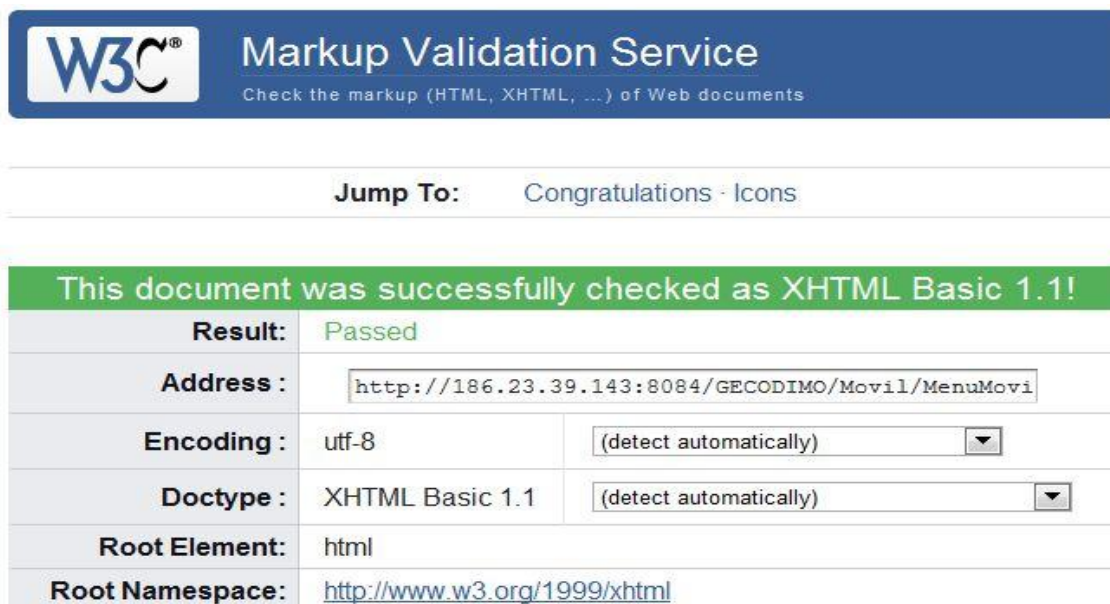 W3C®
Markup Validation Service
Check the markup (HTML, XHTML, ...) of Web documents
Jump To: Congratulations · Icons
This document was successfully checked as XHTML Basic 1.1!
Result: Passed
Address : http://186.23.39.143:8084/GECODIMO/Movil/MenuMovi
Encoding : utf-8 (detect automatically)
Doctype : XHTML Basic 1.1 (detect automatically)
Root Element: html
Root Namespace: http://www.w3.org/1999/xhtml